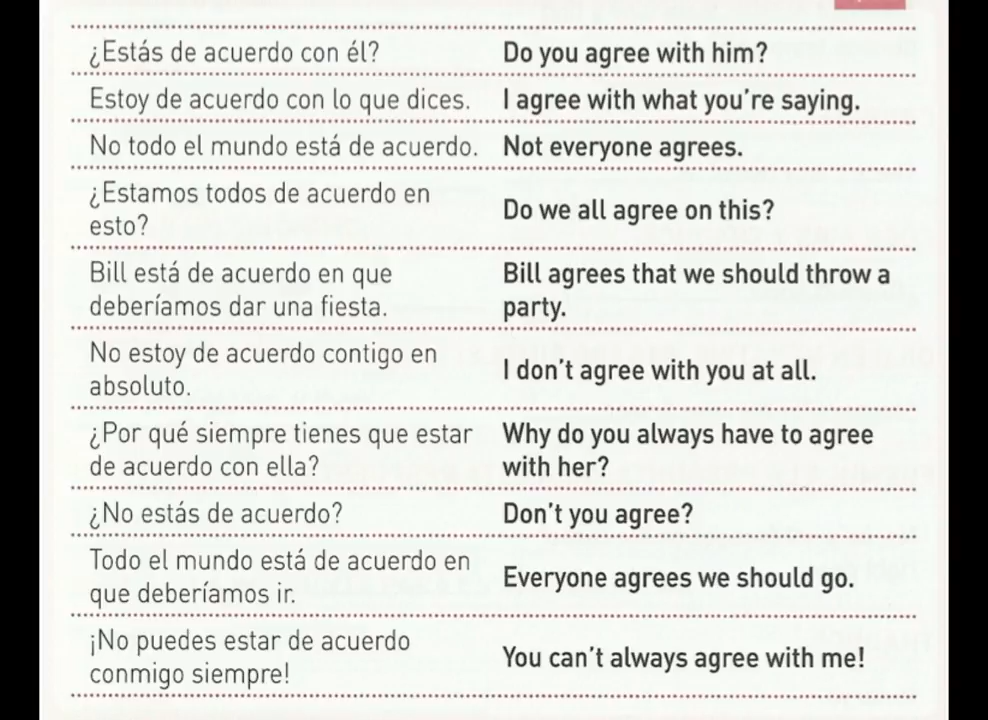 ¿Estás de acuerdo con él? Do you agree with him?
Estoy de acuerdo con lo que dices. I agree with what you're saying.
No todo el mundo está de acuerdo. Not everyone agrees.
¿Estamos todos de acuerdo en
esto?
Do we all agree on this?
Bill está de acuerdo en que
deberíamos dar una fiesta.
Bill agrees that we should throw a
party.
No estoy de acuerdo contigo en
absoluto.
I don't agree with you at all.
¿Por qué siempre tienes que estar
de acuerdo con ella?
Why do you always have to agree
with her?
¿No estás de acuerdo? Don't you agree?
Todo el mundo está de acuerdo en
que deberíamos ir.
Everyone agrees we should go.
¡No puedes estar de acuerdo
conmigo siempre!
You can't always agree with me!